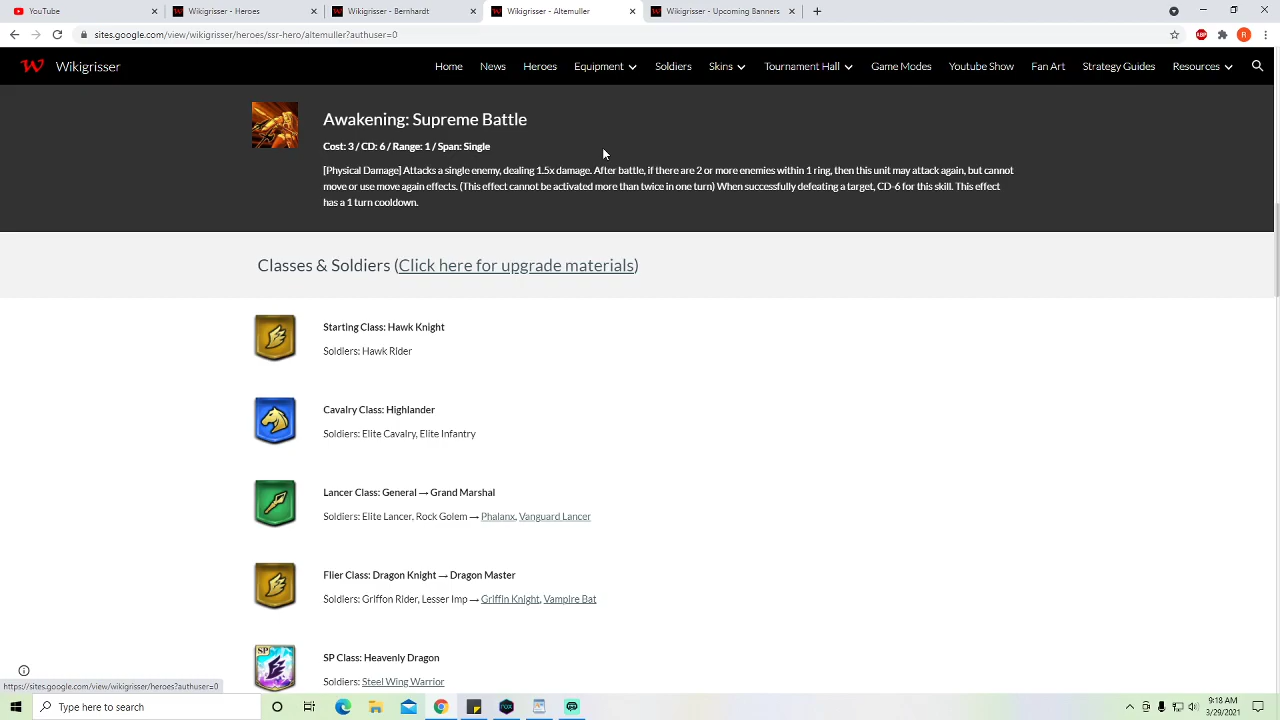 YouTube
Wikigrisser - Heroes
Wikigrisser - Bernhardt
Wikigrisser - Altemuller
Wikigrisser - Upcoming Banners
sites.google.com/view/wikigrisser/heroes/ssr-hero/altemuller?authuser=0
ABP
R
W Wikigrisser
Home News Heroes Equipment Soldiers Skins Tournament Hall Game Modes Youtube Show Fan Art Strategy Guides Resources
Awakening: Supreme Battle
Cost: 3 / CD: 6 / Range: 1 / Span: Single
[Physical Damage] Attacks a single enemy, dealing 1.5x damage. After battle, if there are 2 or more enemies within 1 ring, then this unit may attack again, but cannot
move or use move again effects. (This effect cannot be activated more than twice in one turn) When successfully defeating a target, CD-6 for this skill. This effect
has a 1 turn cooldown.
Classes & Soldiers (Click here for upgrade materials)
Starting Class: Hawk Knight
Soldiers: Hawk Rider
Cavalry Class: Highlander
Soldiers: Elite Cavalry, Elite Infantry
Lancer Class: General → Grand Marshal
Soldiers: Elite Lancer, Rock Golem → Phalanx, Vanguard Lancer
Flier Class: Dragon Knight → Dragon Master
Soldiers: Griffon Rider, Lesser Imp → Griffin Knight, Vampire Bat
SP
SP Class: Heavenly Dragon
Soldiers: Steel Wing Warrior
https://sites.google.com/view/wikigrisser/heroes?authuser=0
Type here to search
9:18 AM
3/29/2021